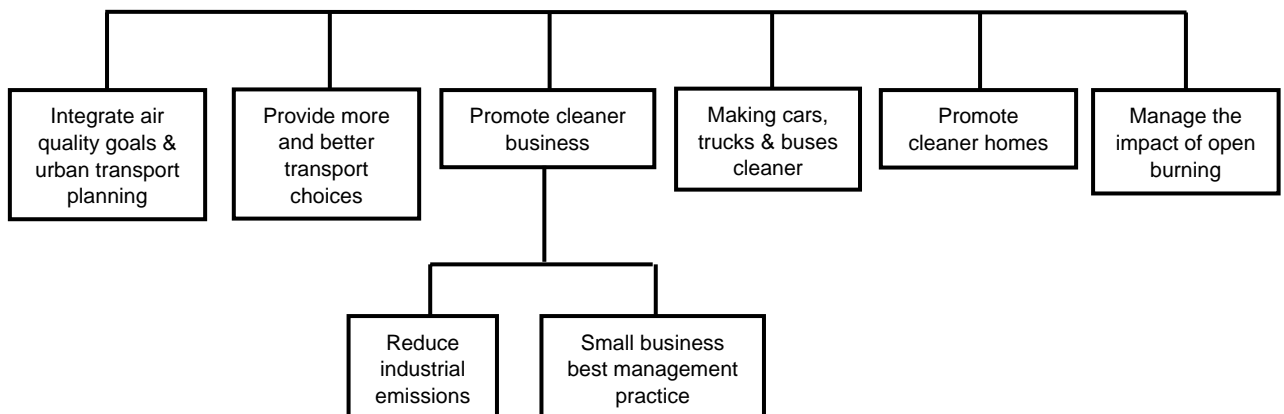 Integrate air
quality goals &
urban transport
planning
Provide more
and better
transport
choices
Promote cleaner
business
Making cars,
trucks & buses
cleaner
Promote
cleaner homes
Manage the
impact of open
burning
Reduce
industrial
emissions
Small business
best management
practice